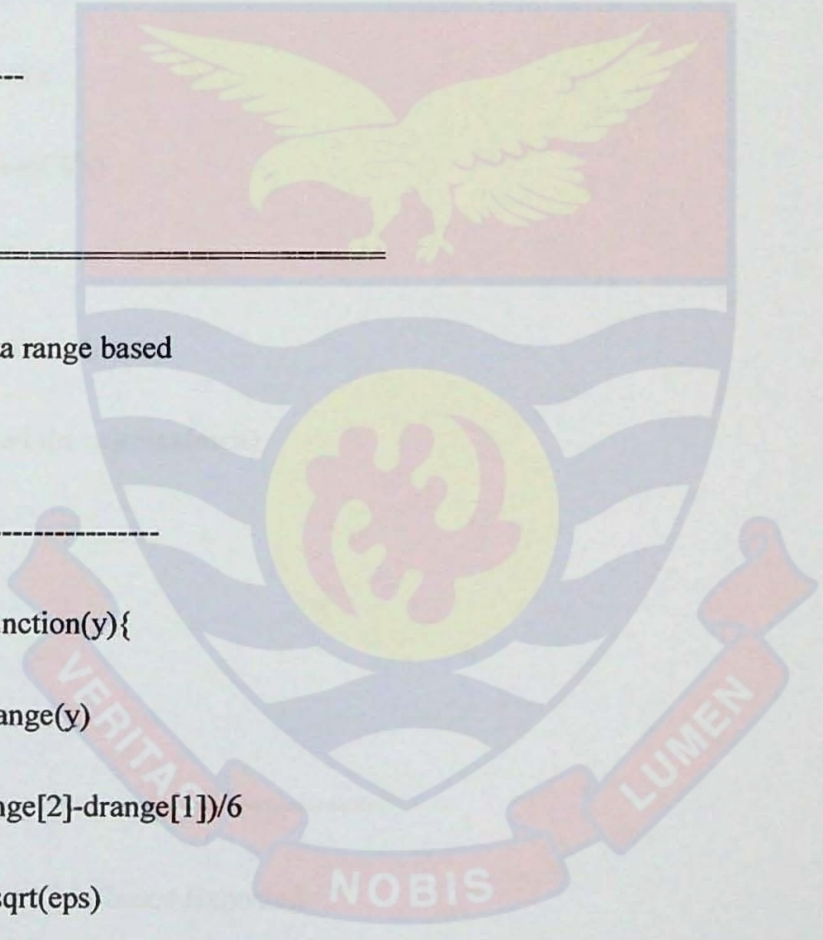 ---
a range based
----------------
nction(y){
ange(y)
nge[2]-drange[1])/6
sqrt(eps)
VERITAS
NOBIS
LUMEN